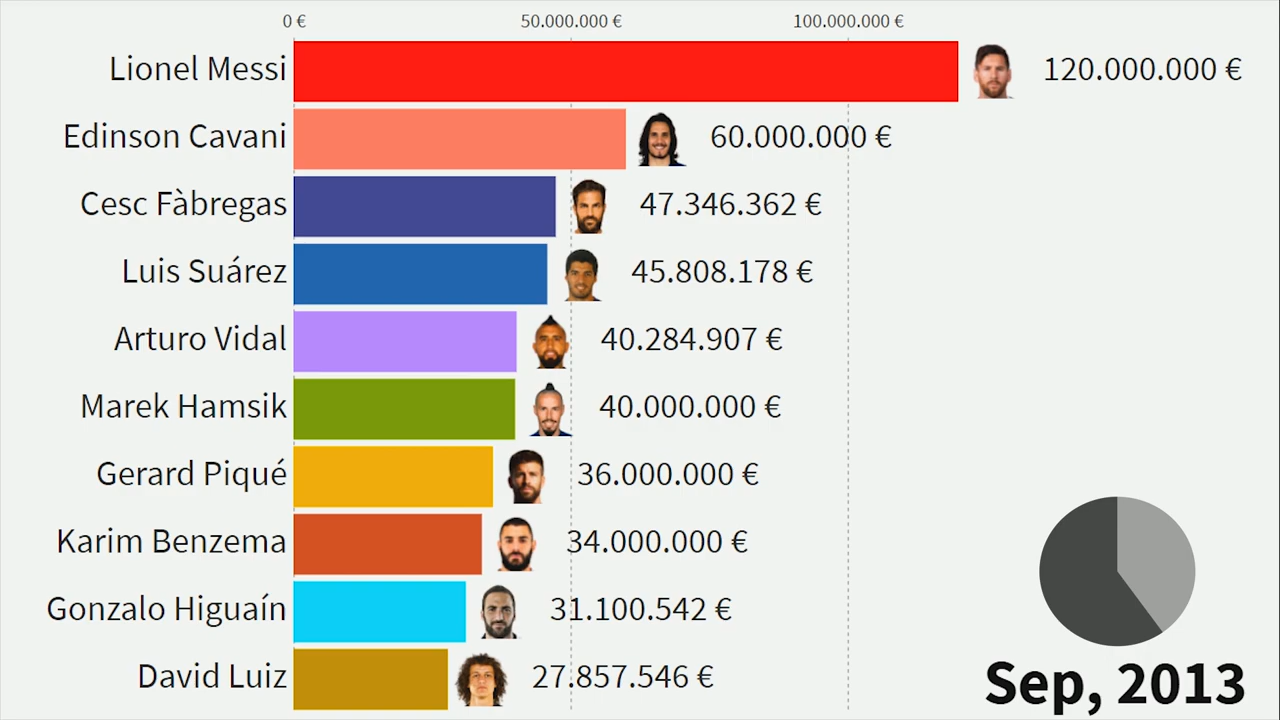 0 € 50.000.000 € 100.000.000 €
Lionel Messi 120.000.000 €
Edinson Cavani 60.000.000 €
Cesc Fàbregas 47.346.362 €
Luis Suárez 45.808.178 €
Arturo Vidal 40.284.907 €
Marek Hamsik 40.000.000 €
Gerard Piqué 36.000.000 €
Karim Benzema 34.000.000 €
Gonzalo Higuaín 31.100.542 €
David Luiz 27.857.546 €
Sep, 2013